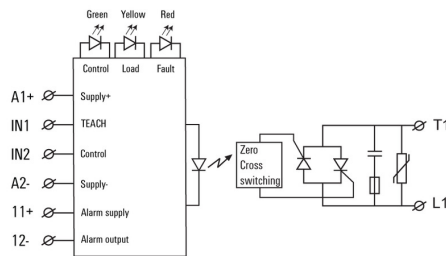 Green Yellow Red
Control Load Fault
A1+ Supply+
IN1 TEACH
IN2 Control
A2- Supply-
11+ Alarm supply
12- Alarm output
Zero
Cross
switching
T1
L1